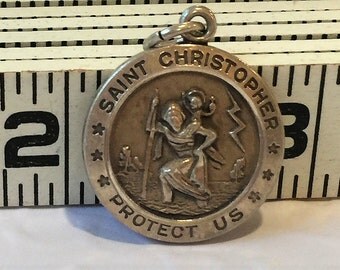 SAINT CHRISTOPHER
PROTECT US
2
3